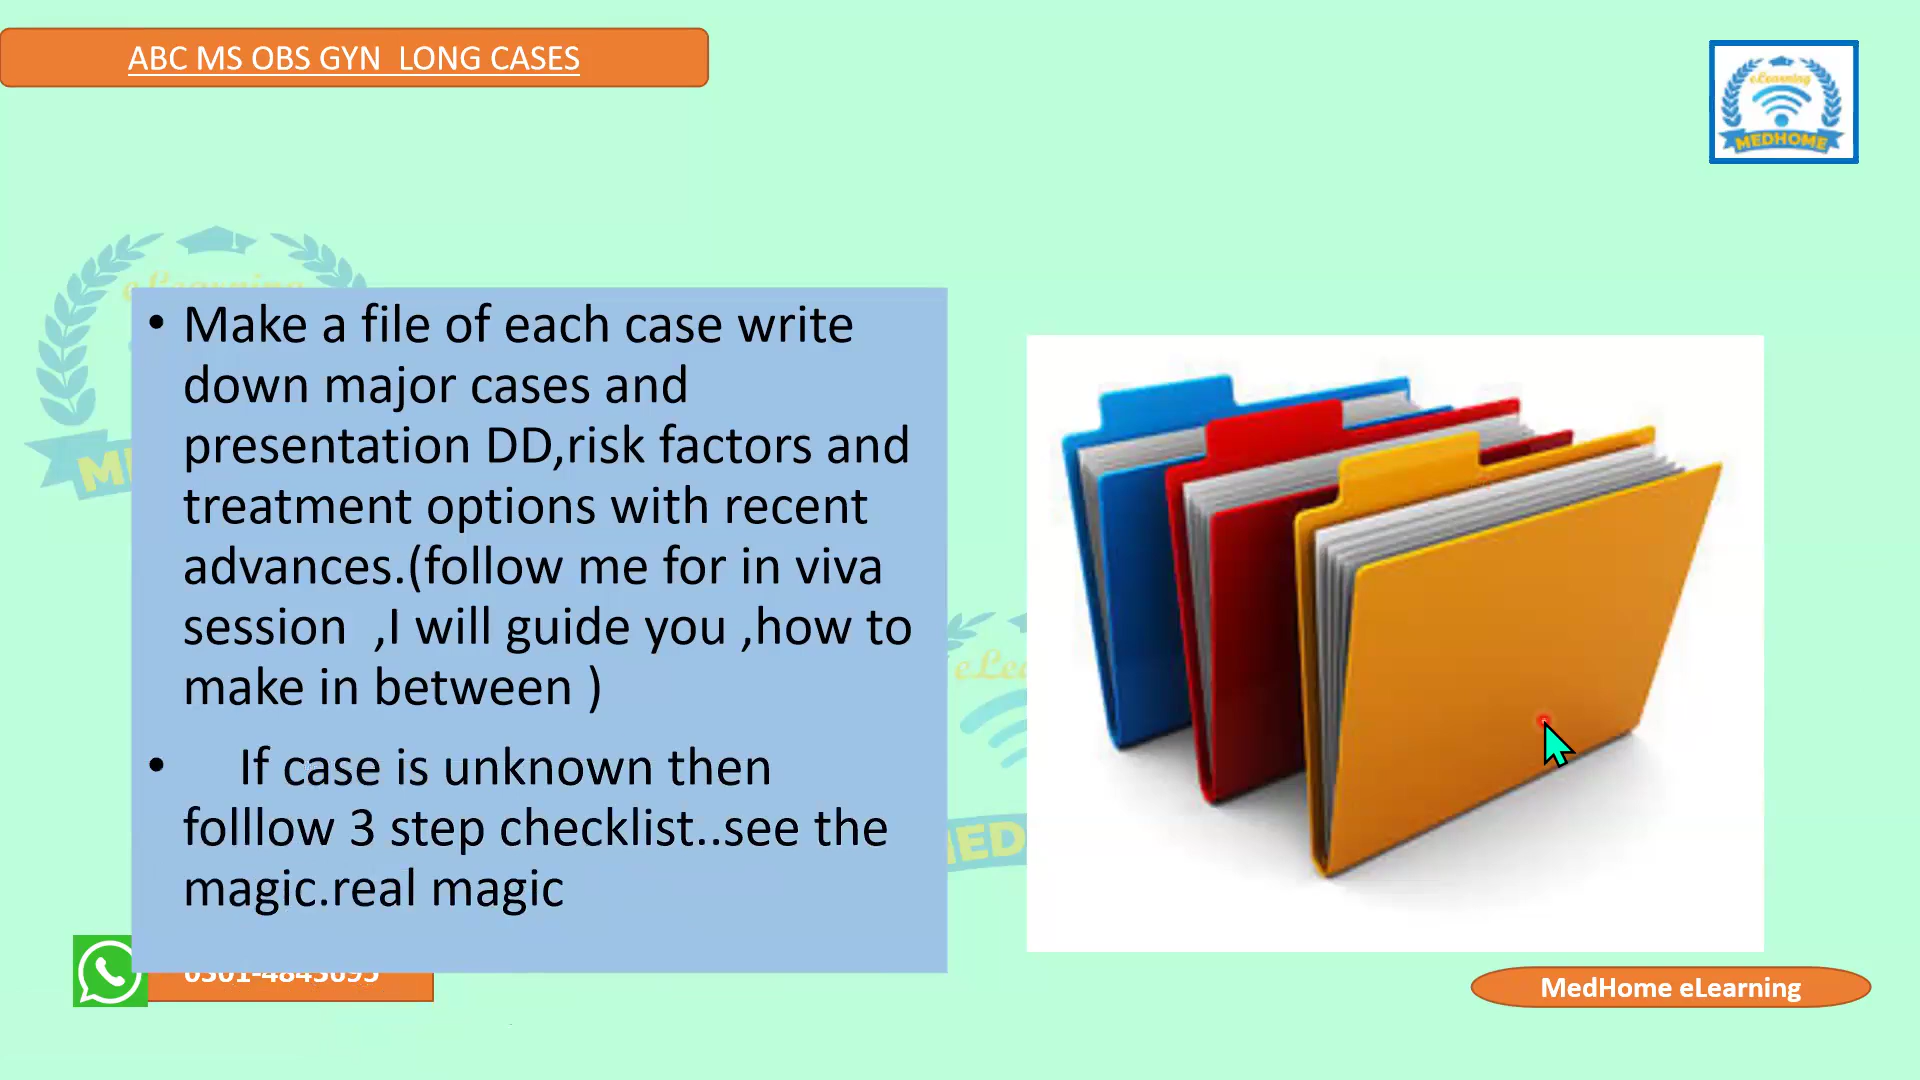 ABC MS OBS GYN  LONG CASES
eLearning
MEDHOME
• Make a file of each case write
down major cases and
presentation DD,risk factors and
treatment options with recent
advances.(follow me for in viva
session  ,I will guide you ,how to
make in between )
•    If case is unknown then
folllow 3 step checklist..see the
magic.real magic
MedHome eLearning